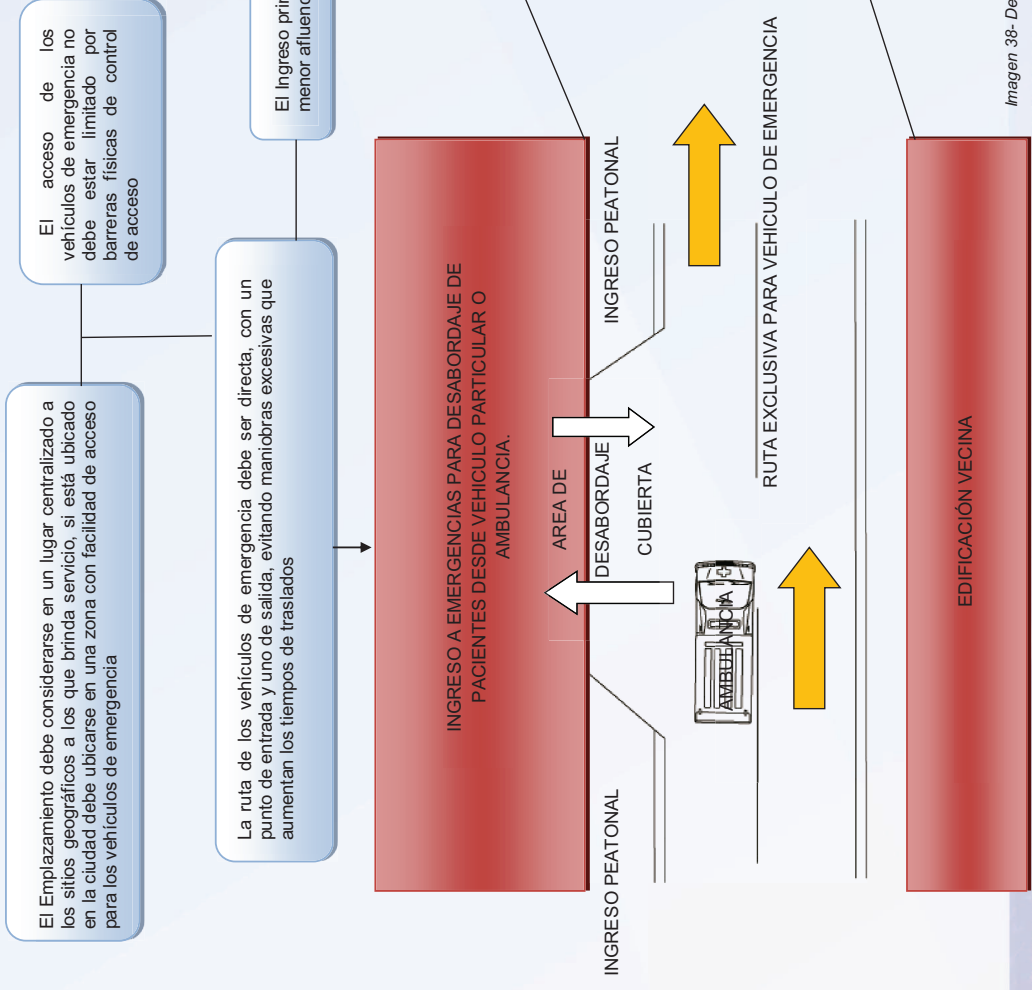 El Emplazamiento debe considerarse en un lugar centralizado a
los sitios geográficos a los que brinda servicio, si está ubicado
en la ciudad debe ubicarse en una zona con facilidad de acceso
para los vehículos de emergencia
El acceso de los
vehículos de emergencia no
debe estar limitado por
barreras físicas de control
de acceso
La ruta de los vehículos de emergencia debe ser directa, con un
punto de entrada y uno de salida, evitando maniobras excesivas que
aumentan los tiempos de traslados
El Ingreso
menor
INGRESO A EMERGENCIAS PARA DESABORDAJE DE
PACIENTES DESDE VEHICULO PARTICULAR O
AMBULANCIA.
AREA DE
DESABORDAJE
CUBIERTA
INGRESO PEATONAL
INGRESO PEATONAL
AMBULANCIA
RUTA EXCLUSIVA PARA VEHICULO DE EMERGENCIA
EDIFICACIÓN VECINA
Imagen 38- De